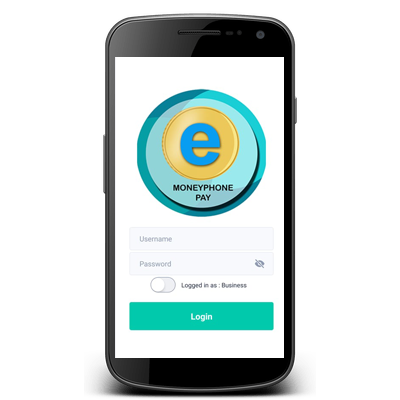 e
MONEYPHONE
PAY
Username
Password
Logged in as : Business
Login